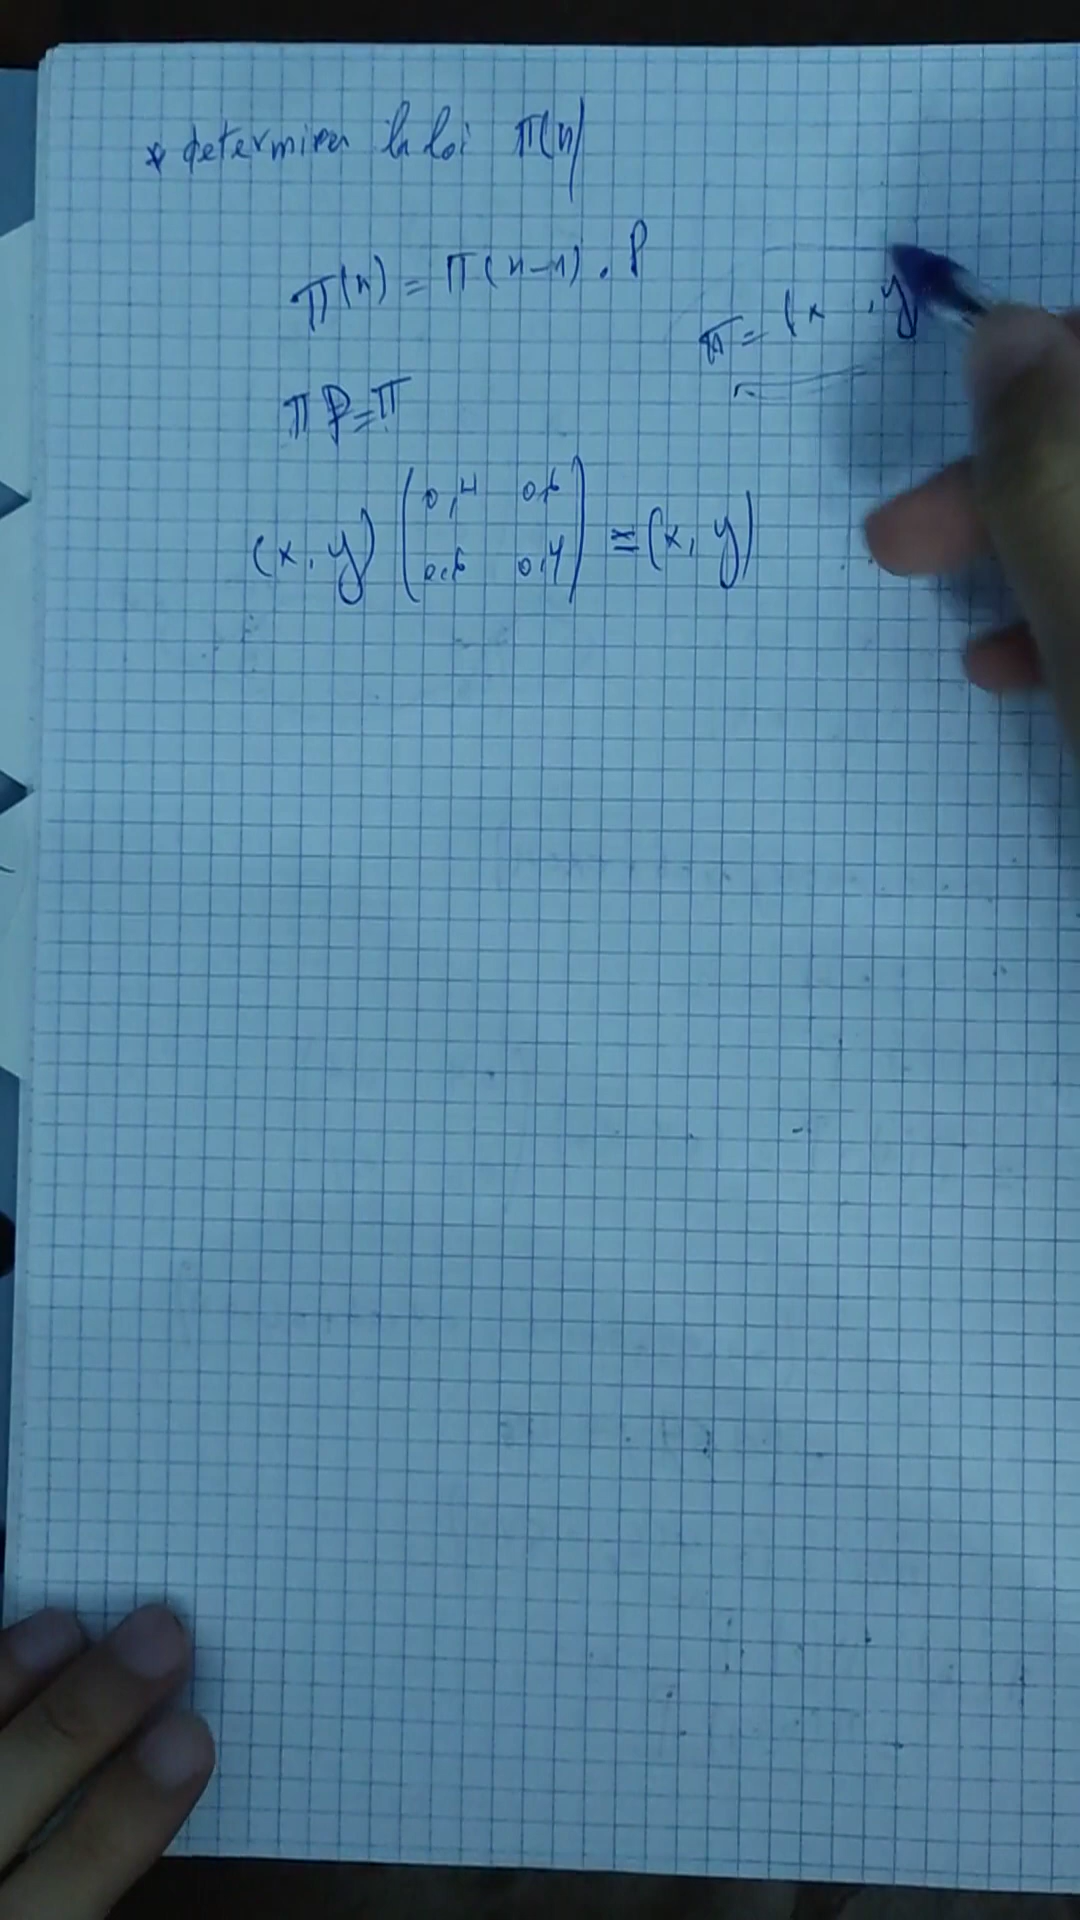 * determiner la loi π(n)
π(n) = π(n-1) . P
π = (x , y
π P = π
(x, y) (0,4 0,6
0,6 0,4) = (x, y)